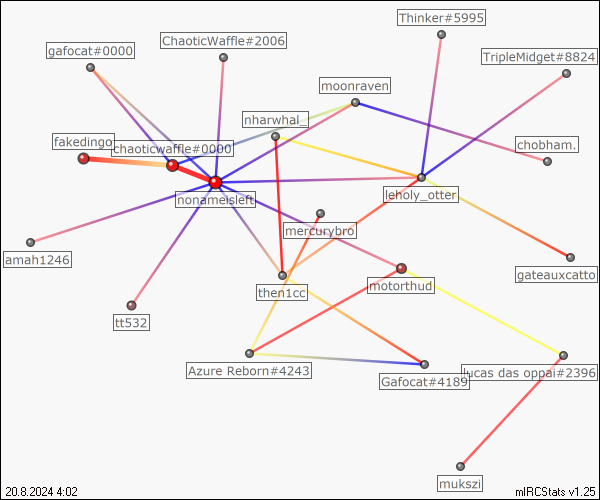 Thinker#5995
gafocat#0000
ChaoticWaffle#2006
TripleMidget#8824
moonraven
nharwhal_
fakedingo
chaoticwaffle#0000
chobham.
nonameisleft
leholy_otter
mercurybro
amah1246
then1cc
motorthud
gateauxcatto
tt532
Azure Reborn#4243
Gafocat#4189
lucas das oppai#2396
mukszi
20.8.2024 4:02
mIRCStats v1.25